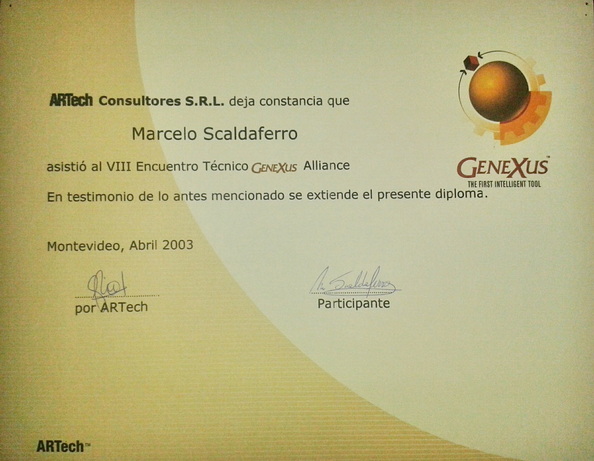 ARTech Consultores S.R.L. deja constancia que
Marcelo Scaldaferro
asistió al VIII Encuentro Técnico GENEXUS Alliance
En testimonio de lo antes mencionado se extiende el presente diploma.
GENEXUS™
THE FIRST INTELLIGENT TOOL
Montevideo, Abril 2003
por ARTech
Participante
ARTech™